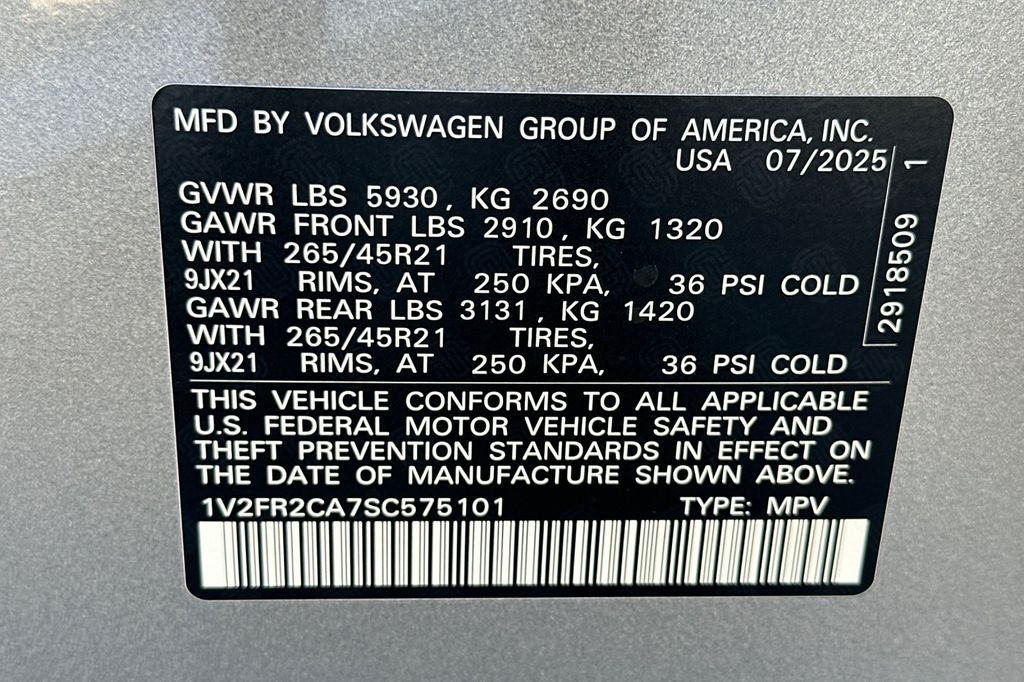 MFD BY VOLKSWAGEN GROUP OF AMERICA, INC.
USA 07/2025
GVWR LBS 5930, KG 2690
GAWR FRONT LBS 2910, KG 1320
WITH 265/45R21 TIRES,
9JX21 RIMS, AT 250 KPA, 36 PSI COLD
GAWR REAR LBS 3131, KG 1420
WITH 265/45R21 TIRES,
9JX21 RIMS, AT 250 KPA, 36 PSI COLD
2918509 1
THIS VEHICLE CONFORMS TO ALL APPLICABLE
U.S. FEDERAL MOTOR VEHICLE SAFETY AND
THEFT PREVENTION STANDARDS IN EFFECT ON
THE DATE OF MANUFACTURE SHOWN ABOVE.
1V2FR2CA7SC575101 TYPE: MPV